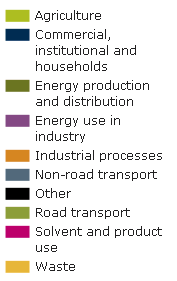 Agriculture
Commercial,
institutional and
households
Energy production
and distribution
Energy use in
industry
Industrial processes
Non-road transport
Other
Road transport
Solvent and product
use
Waste